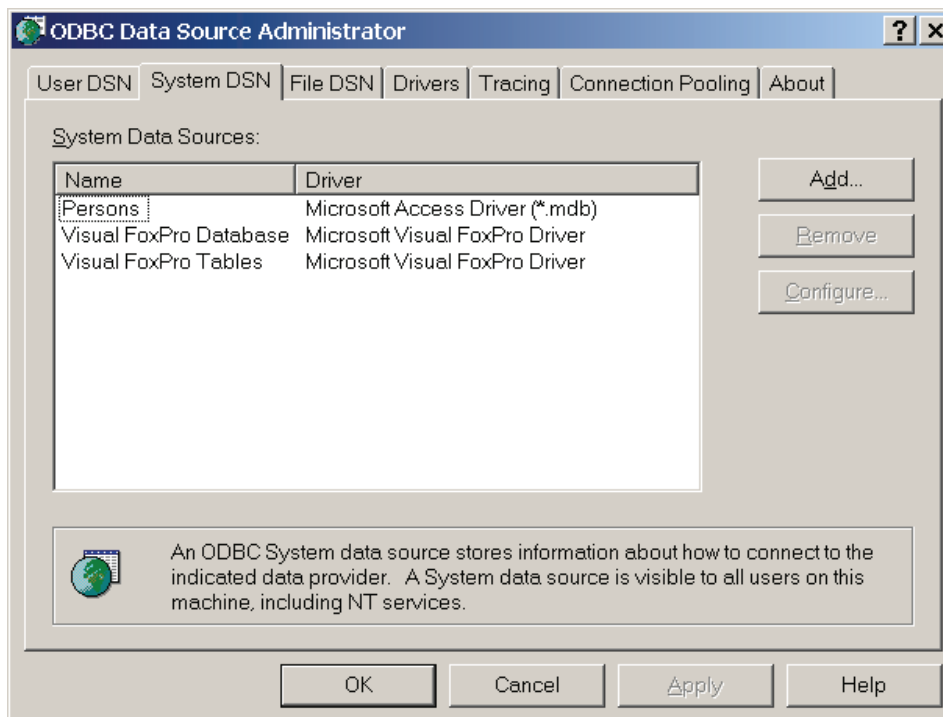 ODBC Data Source Administrator
User DSN System DSN File DSN Drivers Tracing Connection Pooling About
System Data Sources:
Name Driver
Persons Microsoft Access Driver (*.mdb)
Visual FoxPro Database Microsoft Visual FoxPro Driver
Visual FoxPro Tables Microsoft Visual FoxPro Driver
Add...
Remove
Configure...
An ODBC System data source stores information about how to connect to the
indicated data provider. A System data source is visible to all users on this
machine, including NT services.
OK Cancel Apply Help